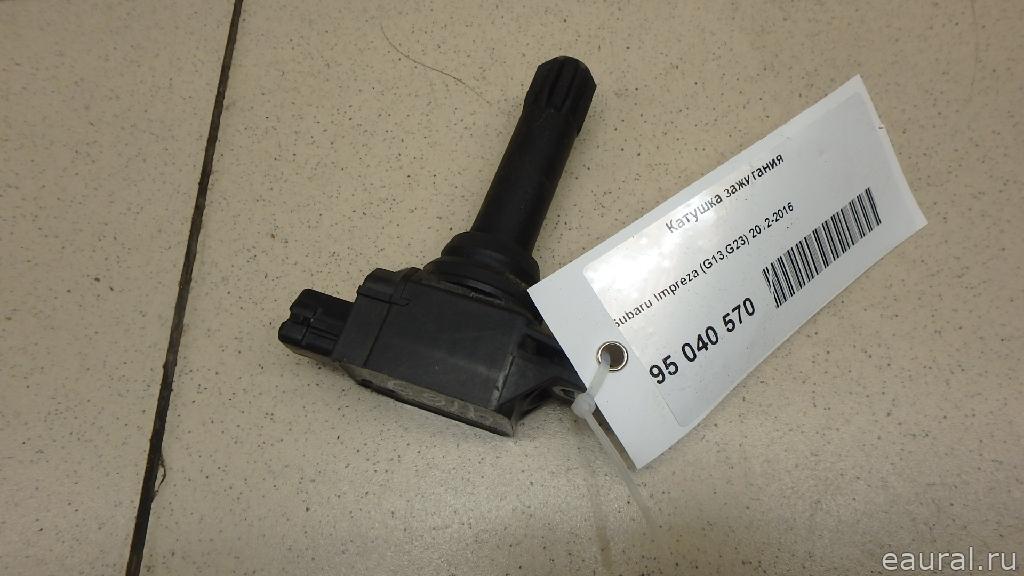 Катушка зажигания
Subaru Impreza (G13,G23) 2012-2016
95 040 570
eaural.ru